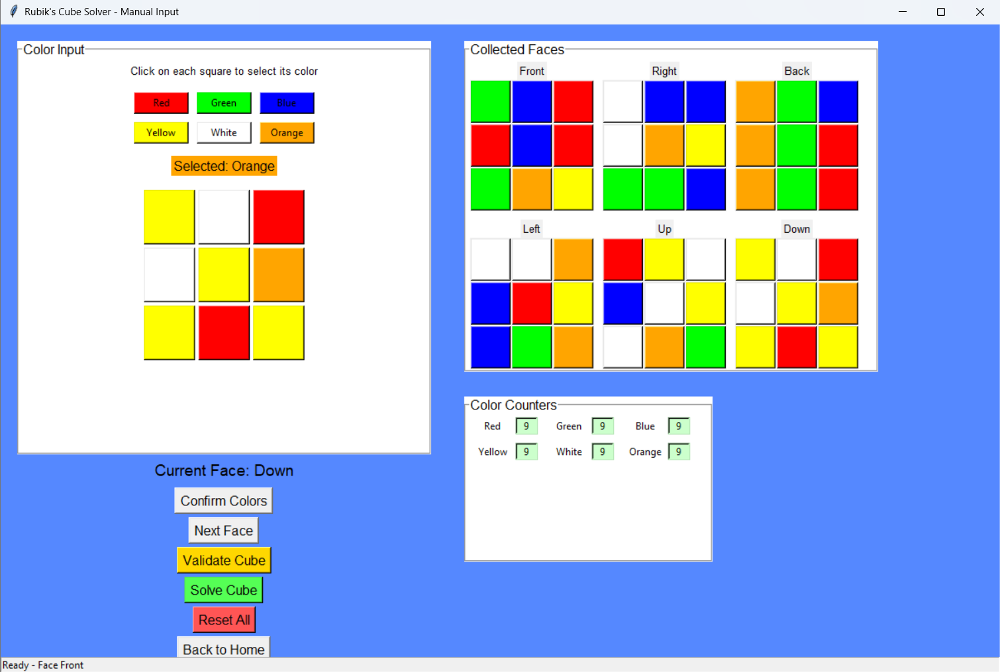 Rubik's Cube Solver - Manual Input
Color Input
Click on each square to select its color
Red Green Blue
Yellow White Orange
Selected: Orange
Current Face: Down
Confirm Colors
Next Face
Validate Cube
Solve Cube
Reset All
Back to Home
Collected Faces
Front Right Back
Left Up Down
Color Counters
Red 9 Green 9 Blue 9
Yellow 9 White 9 Orange 9
Ready - Face Front